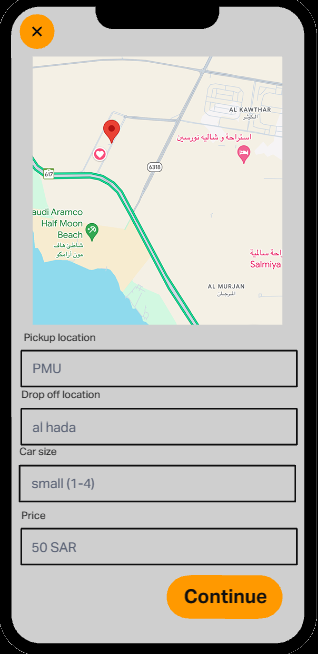 ×
AL KAWTHAR
الكوثر
استراحة و شاليه نورسين
617
6318
audi Aramco
Half Moon
Beach
شاطئ هاف
مون أرامكو
احة سالمية
Salmiya
AL MURJAN
المرجان
Pickup location
PMU
Drop off location
al hada
Car size
small (1-4)
Price
50 SAR
Continue